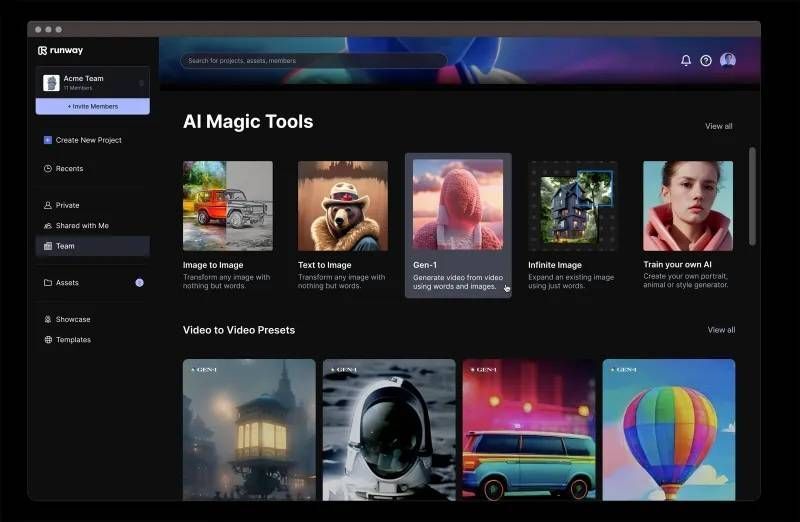 runway
Acme Team
11 Members
+ Invite Members
Create New Project
Recents
Private
Shared with Me
Team
Assets
Showcase
Templates
Search for projects, assets, members
AI Magic Tools
View all
Image to Image
Transform any image with
nothing but words.
Text to Image
Transform any image with
nothing but words.
Gen-1
Generate video from video
using words and images.
Infinite Image
Expand an existing image
using just words.
Train your own AI
Create your own portrait,
animal or style generator.
Video to Video Presets
View all
GEN-1
GEN-1
GEN-1
GEN-1